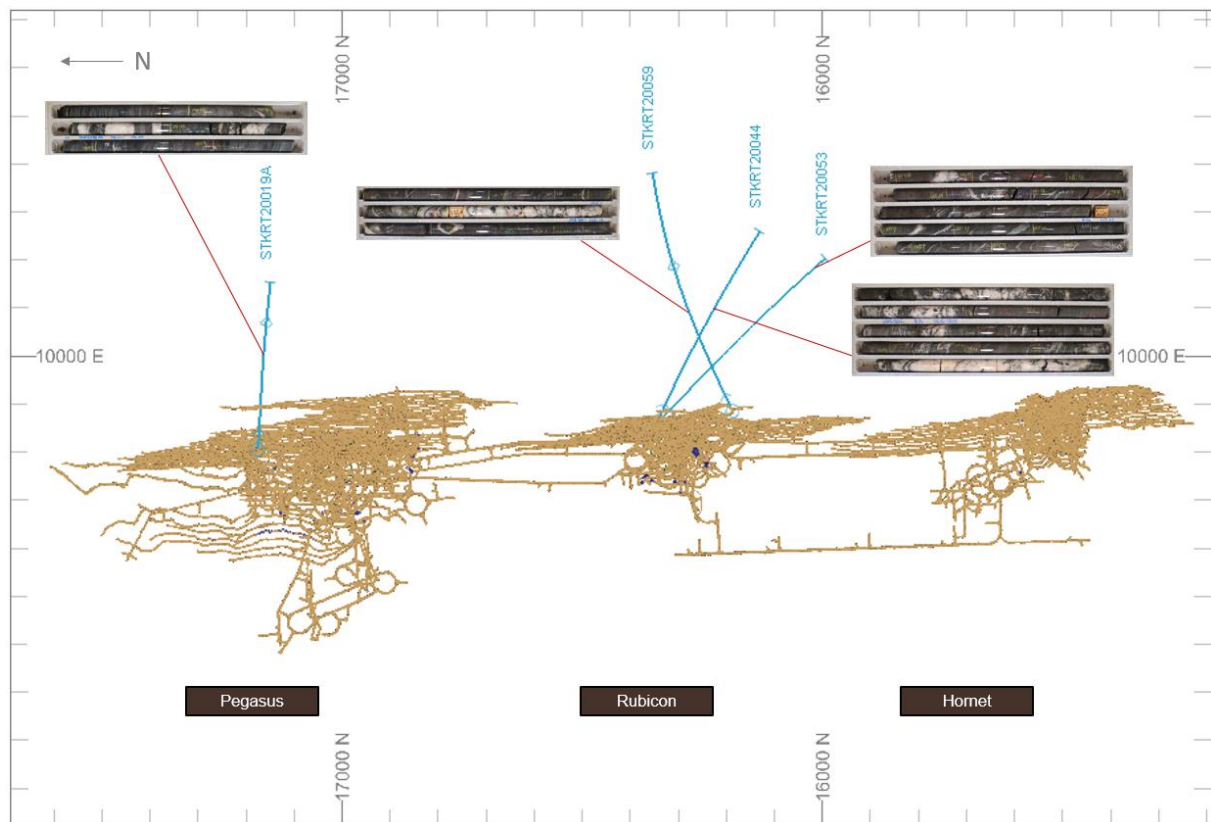 N
17000 N
16000 N
STKRT20019A
STKRT20059
STKRT20044
STKRT20053
10000 E
10000 E
Pegasus
Rubicon
Hornet
17000 N
16000 N